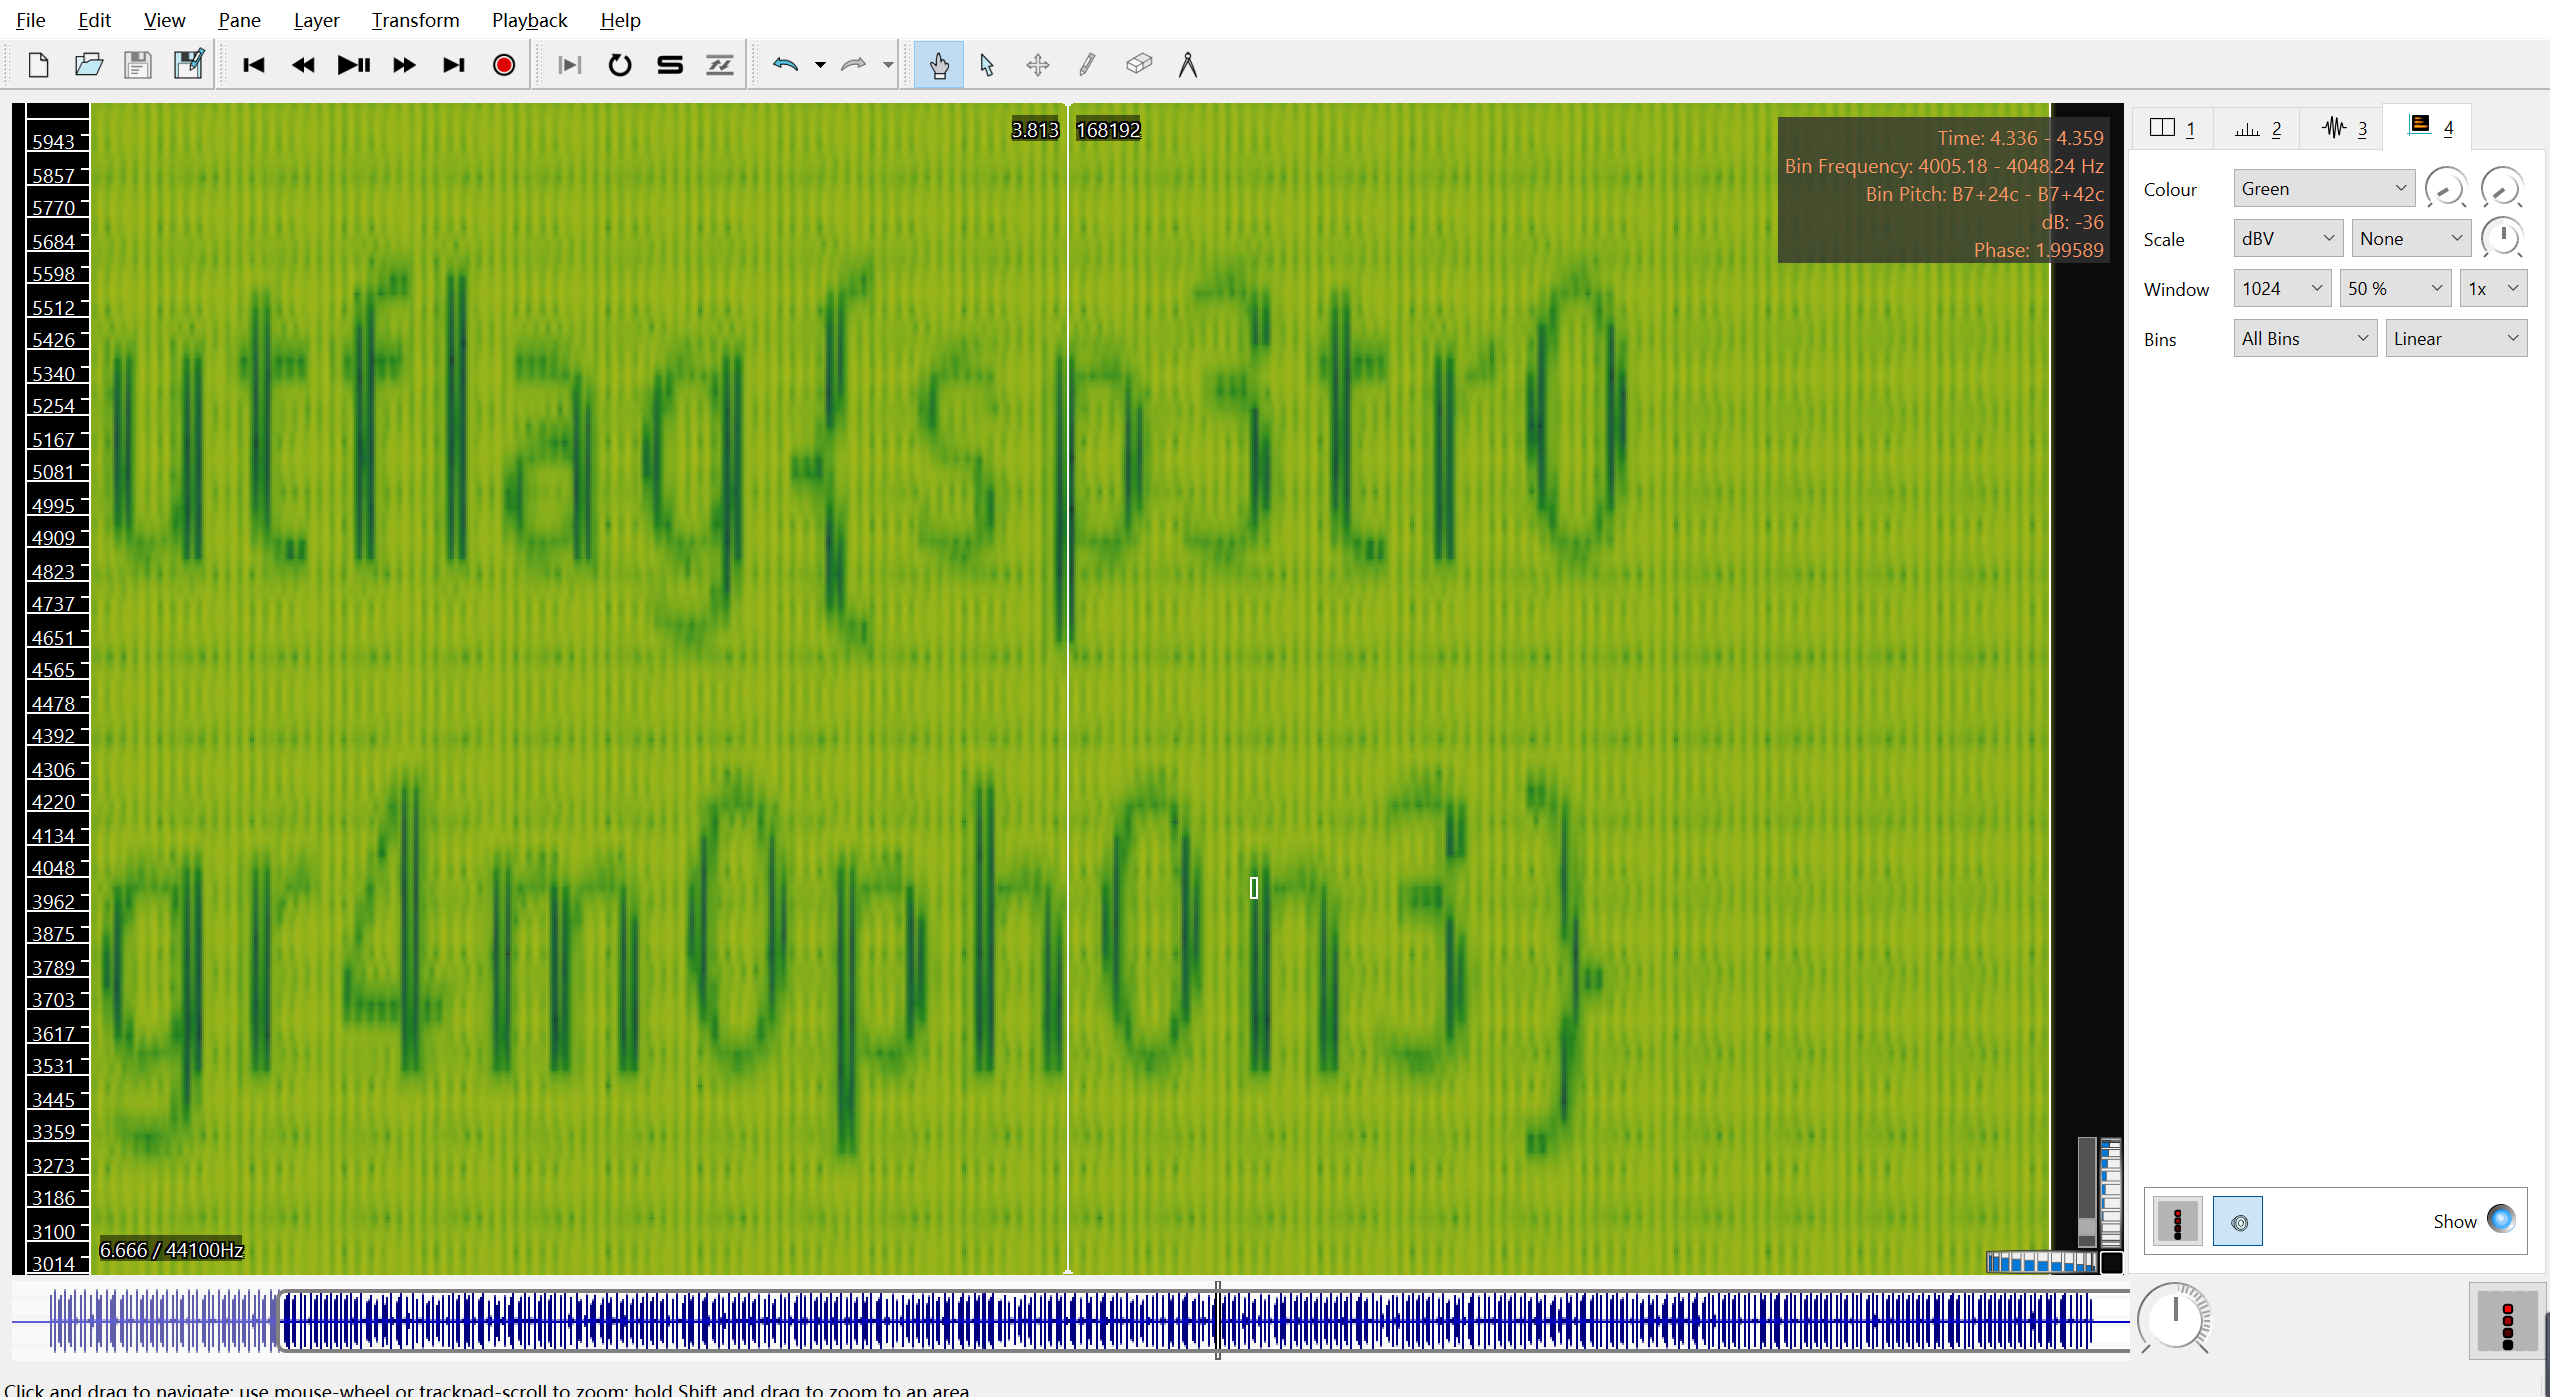 File Edit View Pane Layer Transform Playback Help
3.813 168192
Time: 4.336 - 4.359
Bin Frequency: 4005.18 - 4048.24 Hz
Bin Pitch: B7+24c - B7+42c
dB: -36
Phase: 1.99589
5943
5857
5770
5684
5598
5512
5426
5340
5254
5167
5081
4995
4909
4823
4737
4651
4565
4478
4392
4306
4220
4134
4048
3962
3875
3789
3703
3617
3531
3445
3359
3273
3186
3100
3014
utflag{sp3tr0
gr4m0ph0n3}
6.666 / 44100Hz
1 2 3 4
Colour Green
Scale dBV None
Window 1024 50 % 1x
Bins All Bins Linear
Show
Click and drag to navigate; use mouse-wheel or trackpad-scroll to zoom; hold Shift and drag to zoom to an area